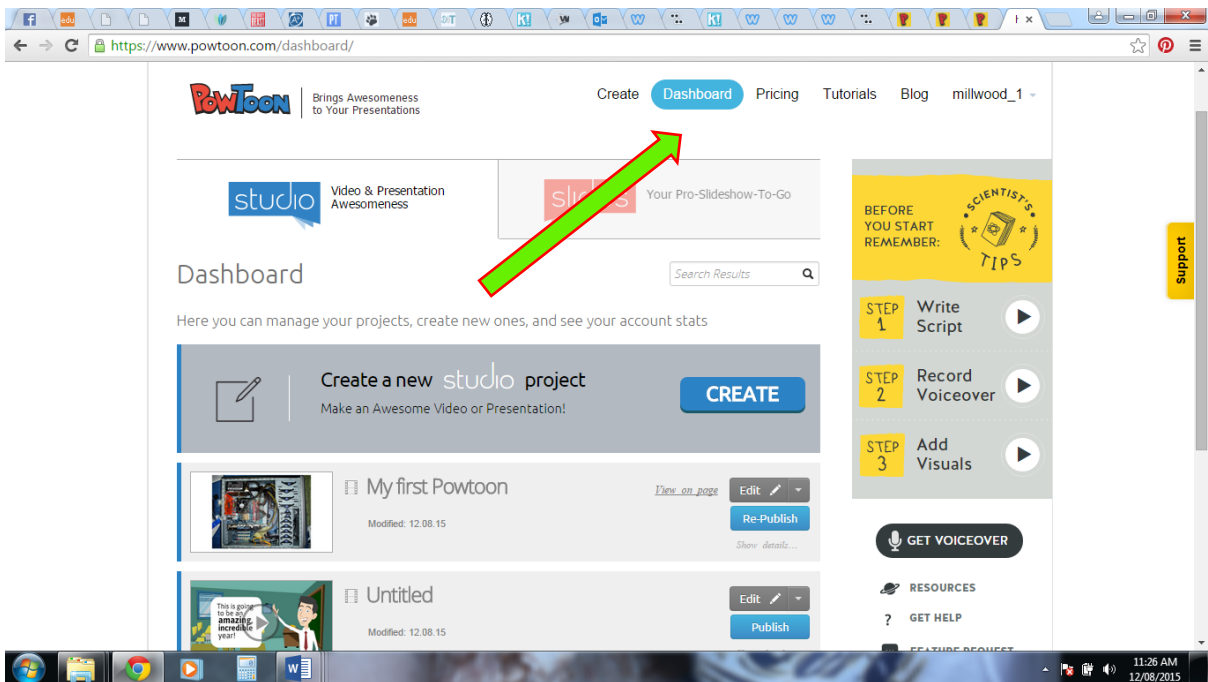 edu
M
PT
edu
K!
K!
https://www.powtoon.com/dashboard/
POWTOON
Brings Awesomeness
to Your Presentations
Create Dashboard Pricing Tutorials Blog millwood_1
studio
Video & Presentation
Awesomeness
Your Pro-Slideshow-To-Go
Dashboard
Search Results
Here you can manage your projects, create new ones, and see your account stats
Create a new studio project
Make an Awesome Video or Presentation!
CREATE
My first Powtoon
Modified: 12.08.15
View on page
Edit
Re-Publish
Show details...
This is going
to be an
amazing,
incredible
year!
Untitled
Modified: 12.08.15
Edit
Publish
BEFORE
YOU START
REMEMBER:
SCIENTIST'S
TIPS
STEP
1
Write
Script
STEP
2
Record
Voiceover
STEP
3
Add
Visuals
GET VOICEOVER
RESOURCES
? GET HELP
FEATURE REQUEST
Support
11:26 AM
12/08/2015